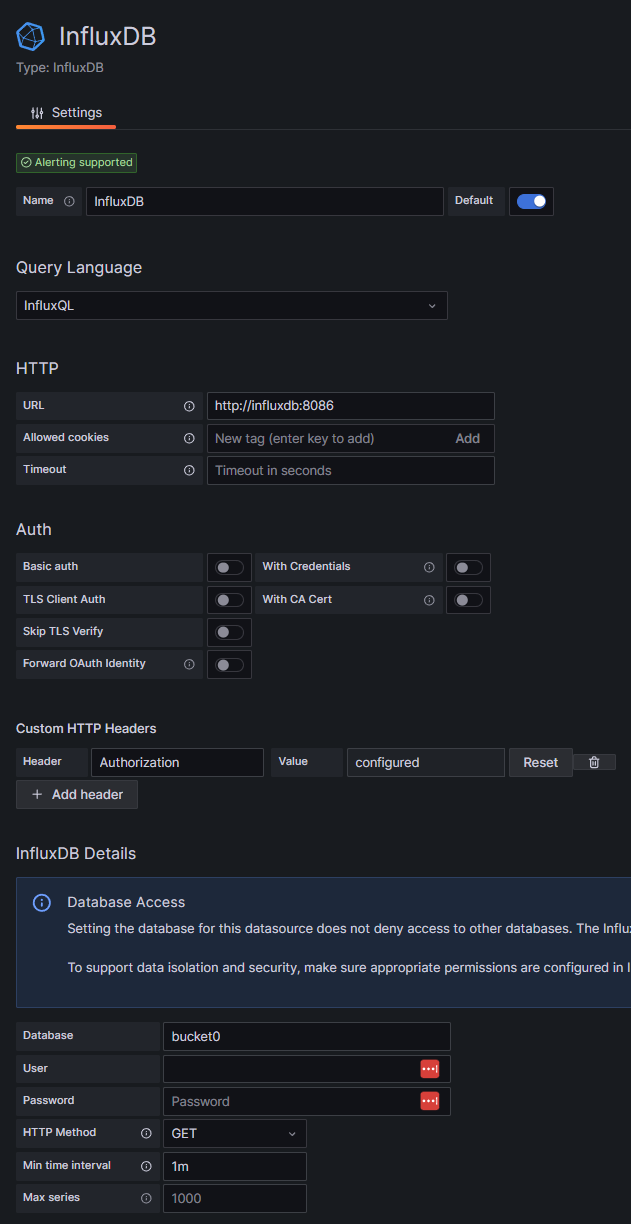 InfluxDB
Type: InfluxDB
Settings
Alerting supported
Name InfluxDB Default
Query Language
InfluxQL
HTTP
URL http://influxdb:8086
Allowed cookies New tag (enter key to add) Add
Timeout Timeout in seconds
Auth
Basic auth With Credentials
TLS Client Auth With CA Cert
Skip TLS Verify
Forward OAuth Identity
Custom HTTP Headers
Header Authorization Value configured Reset
+ Add header
InfluxDB Details
Database Access
Setting the database for this datasource does not deny access to other databases. The Influx
To support data isolation and security, make sure appropriate permissions are configured in I
Database bucket0
User
Password Password
HTTP Method GET
Min time interval 1m
Max series 1000